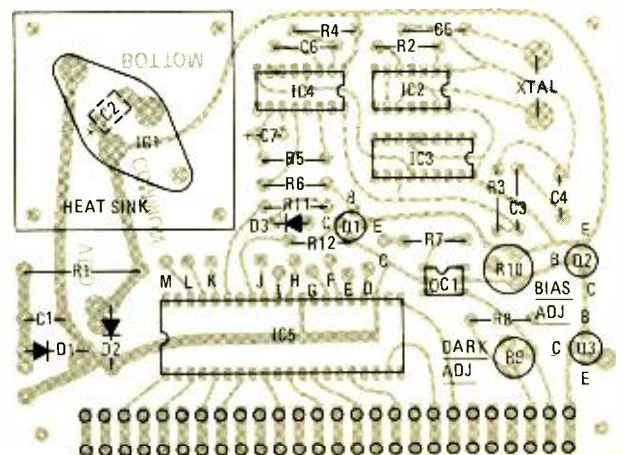 R4
C5
C6
R2
BOTTOM
IC4
IC2
XTAL
C2
IC1
+
C7
IC3
R5
R6
R3
C3
C4
HEAT SINK
R11
B
D3
C
Q1
E
R12
R7
E
B
Q2
C
R1
M
L
K
J
I
H
G
F
E
D
C
OC1
R10
BIAS
ADJ
C1
IC5
R8
B
D1
D2
DARK
ADJ
R9
C
Q3
E